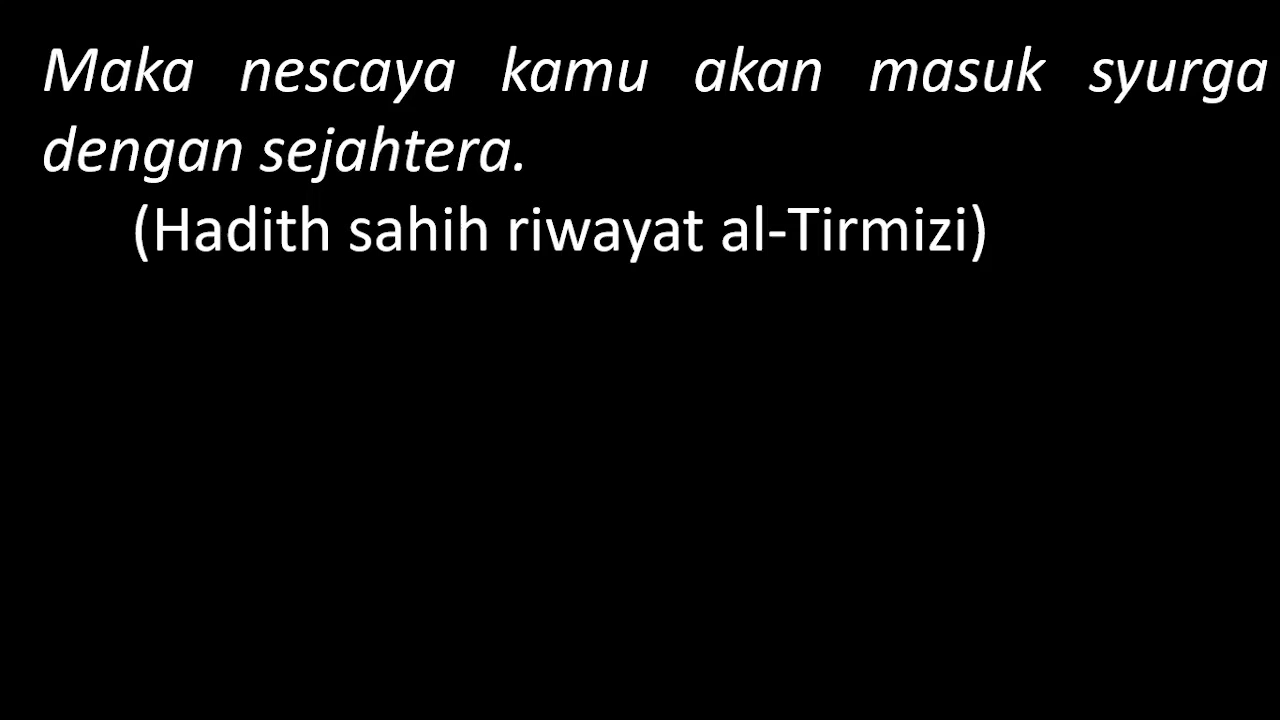 Maka nescaya kamu akan masuk syurga
dengan sejahtera.
(Hadith sahih riwayat al-Tirmizi)